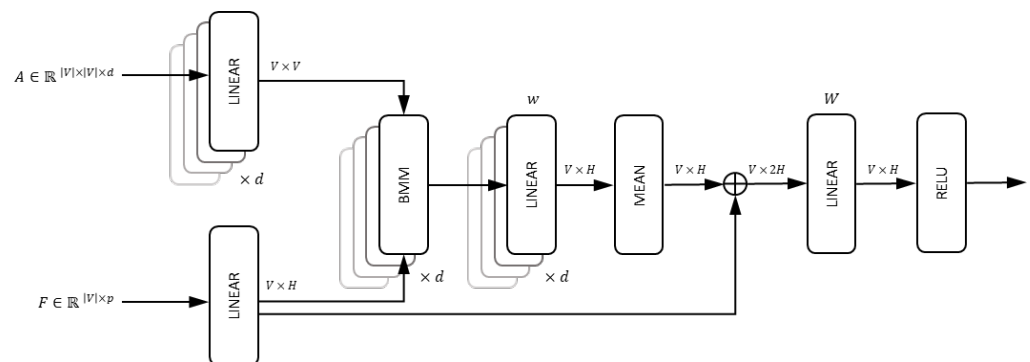 A ∈ ℝ^|V|×|V|×d
LINEAR
V × V
× d
F ∈ ℝ^|V|×p
LINEAR
V × H
BMM
× d
w
LINEAR
× d
V × H
MEAN
V × H
V × 2H
W
LINEAR
V × H
RELU